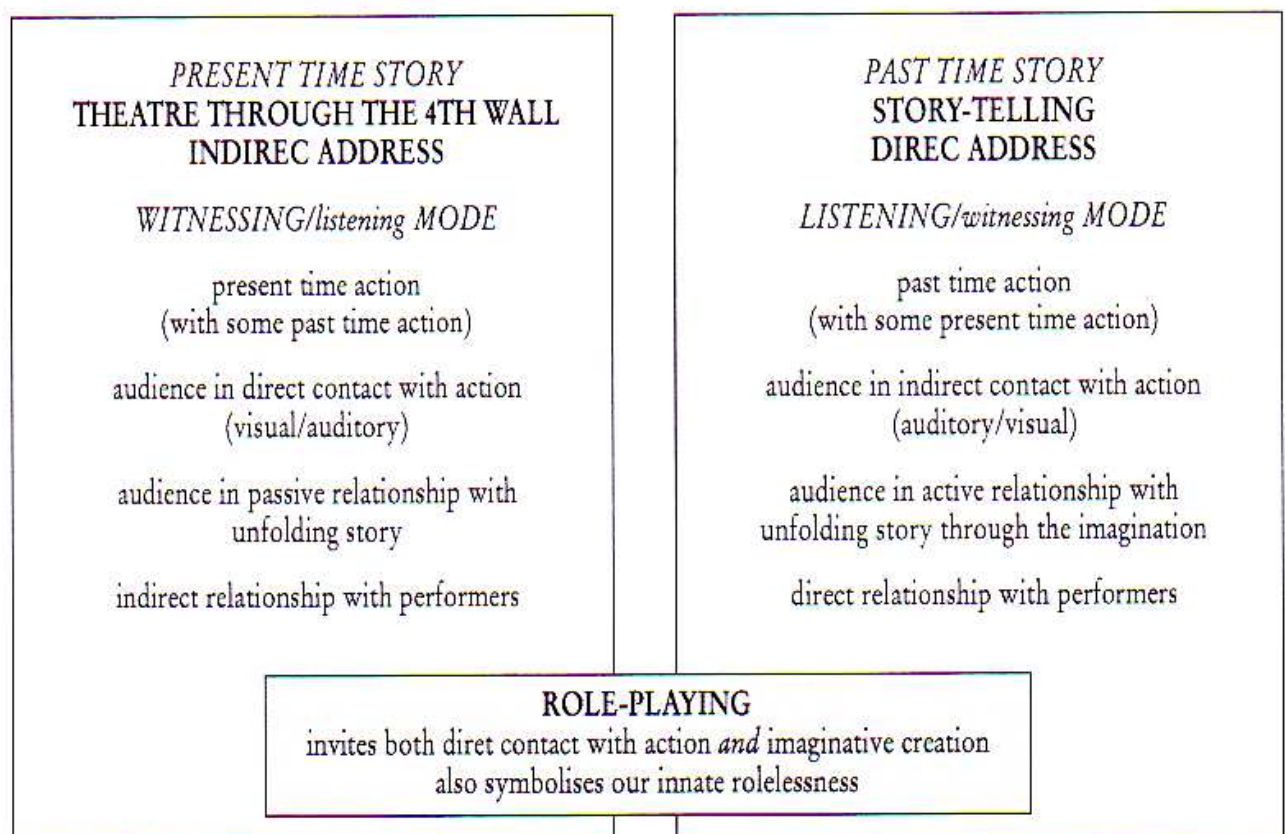 PRESENT TIME STORY
THEATRE THROUGH THE 4TH WALL
INDIREC ADDRESS
WITNESSING/listening MODE
present time action
(with some past time action)
audience in direct contact with action
(visual/auditory)
audience in passive relationship with
unfolding story
indirect relationship with performers
PAST TIME STORY
STORY-TELLING
DIREC ADDRESS
LISTENING/witnessing MODE
past time action
(with some present time action)
audience in indirect contact with action
(auditory/visual)
audience in active relationship with
unfolding story through the imagination
direct relationship with performers
ROLE-PLAYING
invites both diret contact with action and imaginative creation
also symbolises our innate rolelessness